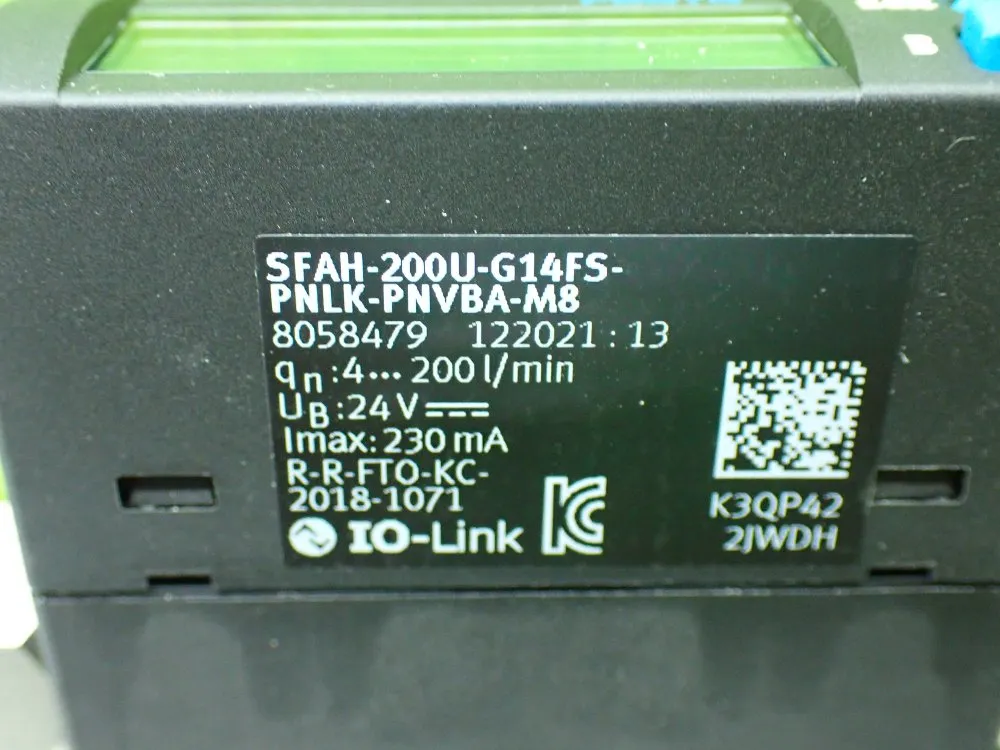 B
SFAH-200U-G14FS-
PNLK-PNVBA-M8
8058479 122021 : 13
qn:4... 200 l/min
UB:24 V
Imax: 230 mA
R-R-FTO-KC-
2018-1071
IO-Link
KC
K3QP42
2JWDH